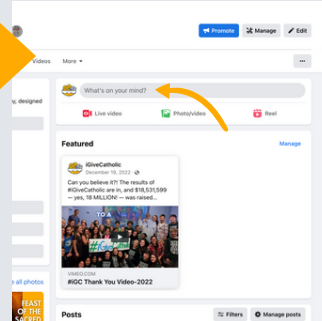 Promote
Manage
Edit
Videos
More
...
y, designed
What's on your mind?
Live video
Photo/video
Reel
Featured
Manage
iGiveCatholic
December 19, 2022
Can you believe it?! The results of
#iGiveCatholic are in, and $18,531,599
— yes, 18 MILLION! — was raised...
TO A
VIMEO.COM
#iGC Thank You Video-2022
e all photos
FEAST
OF THE
SACRED
Posts
Filters
Manage posts